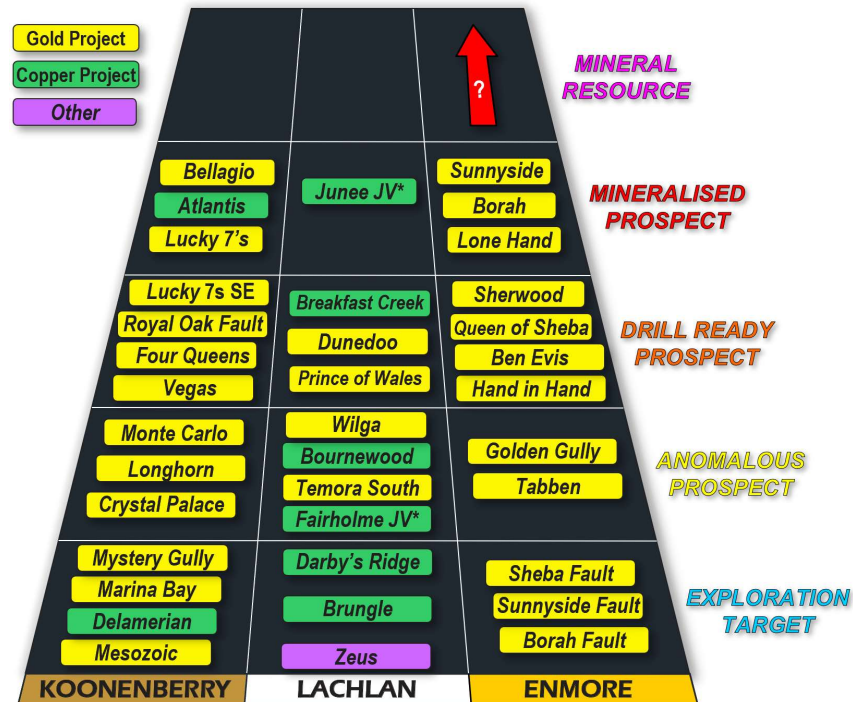 Gold Project
Copper Project
Other
?
MINERAL
RESOURCE
Bellagio
Atlantis
Lucky 7's
Junee JV*
Sunnyside
Borah
Lone Hand
MINERALISED
PROSPECT
Lucky 7s SE
Royal Oak Fault
Four Queens
Vegas
Breakfast Creek
Dunedoo
Prince of Wales
Sherwood
Queen of Sheba
Ben Evis
Hand in Hand
DRILL READY
PROSPECT
Monte Carlo
Longhorn
Crystal Palace
Wilga
Bournewood
Temora South
Fairholme JV*
Golden Gully
Tabben
ANOMALOUS
PROSPECT
Mystery Gully
Marina Bay
Delamerian
Mesozoic
Darby's Ridge
Brungle
Zeus
Sheba Fault
Sunnyside Fault
Borah Fault
EXPLORATION
TARGET
KOONENBERRY
LACHLAN
ENMORE